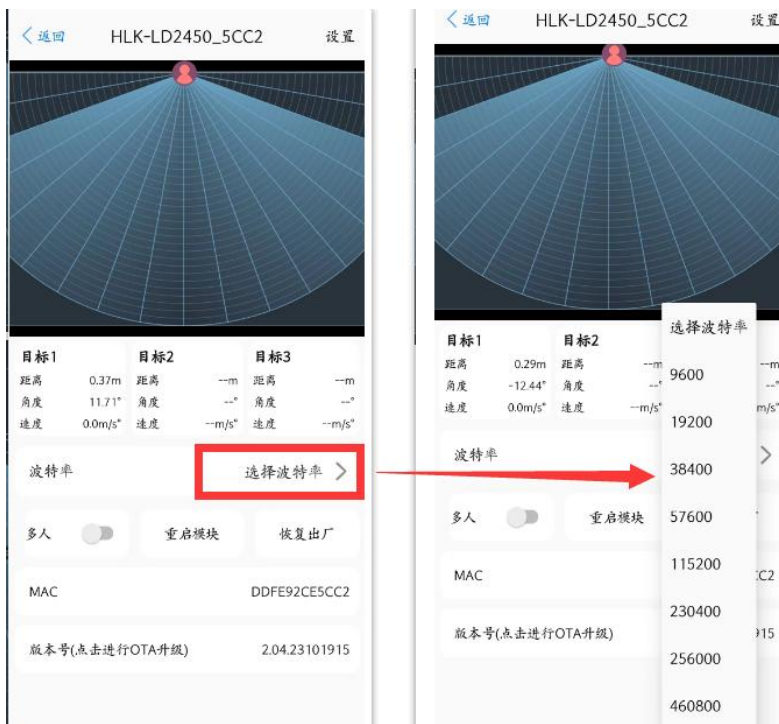 返回 HLK-LD2450_5CC2 设置
目标1 目标2 目标3
距离 0.37m 距离 --m 距离 --m
角度 11.71° 角度 --° 角度 --°
速度 0.0m/s° 速度 --m/s° 速度 --m/s°
波特率 选择波特率
多人 重启模块 恢复出厂
MAC DDFE92CE5CC2
版本号(点击进行OTA升级) 2.04.23101915
返回 HLK-LD2450_5CC2 设置
目标1 目标2
距离 0.29m 距离 --m --m
角度 -12.44° 角度 --° --°
速度 0.0m/s° 速度 --m/s° m/s°
波特率
多人 重启模块
MAC CC2
版本号(点击进行OTA升级) 915
选择波特率
9600
19200
38400
57600
115200
230400
256000
460800